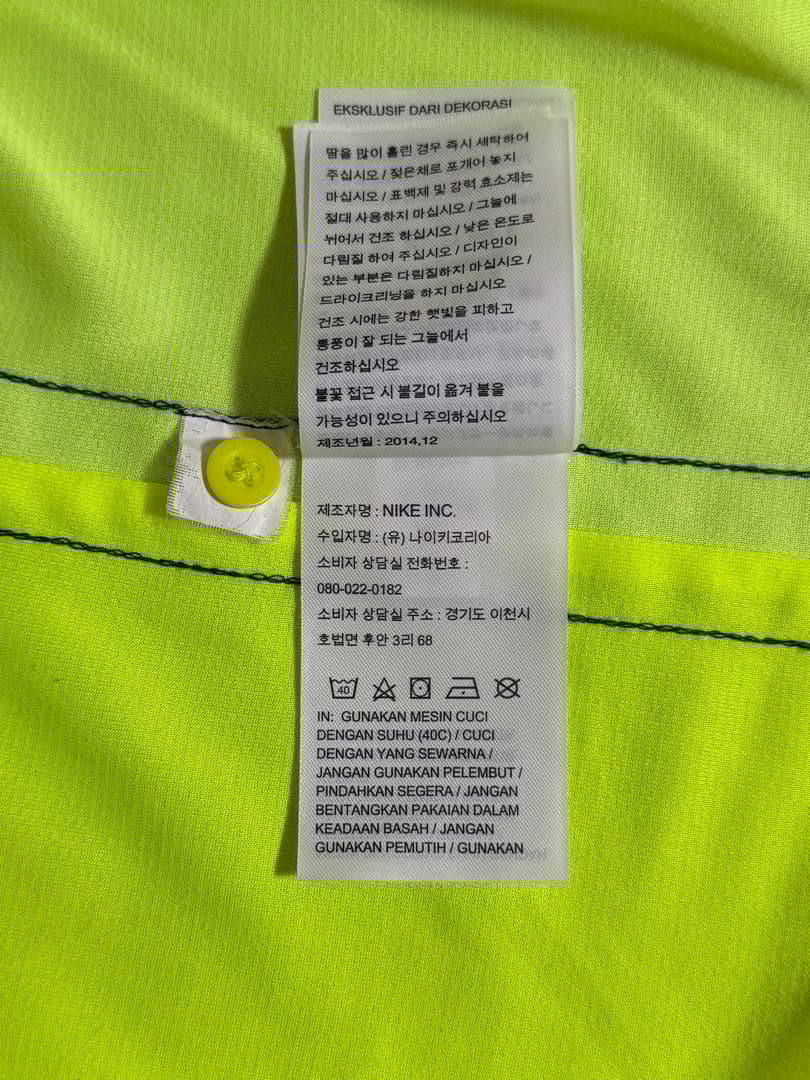 EKSKLUSIF DARI DEKORASI
땀을 많이 흘린 경우 즉시 세탁하여
주십시오 / 젖은채로 포개어 놓지
마십시오 / 표백제 및 강력 효소제는
절대 사용하지 마십시오 / 그늘에
뉘어서 건조 하십시오 / 낮은 온도로
다림질 하여 주십시오 / 디자인이
있는 부분은 다림질하지 마십시오 /
드라이크리닝을 하지 마십시오
건조 시에는 강한 햇빛을 피하고
통풍이 잘 되는 그늘에서
건조하십시오
불꽃 접근 시 불길이 옮겨 붙을
가능성이 있으니 주의하십시오
제조년월 : 2014.12
제조자명 : NIKE INC.
수입자명 : (유) 나이키코리아
소비자 상담실 전화번호 :
080-022-0182
소비자 상담실 주소 : 경기도 이천시
호법면 후안 3리 68
40
IN: GUNAKAN MESIN CUCI
DENGAN SUHU (40C) / CUCI
DENGAN YANG SEWARNA /
JANGAN GUNAKAN PELEMBUT /
PINDAHKAN SEGERA / JANGAN
BENTANGKAN PAKAIAN DALAM
KEADAAN BASAH / JANGAN
GUNAKAN PEMUTIH / GUNAKAN